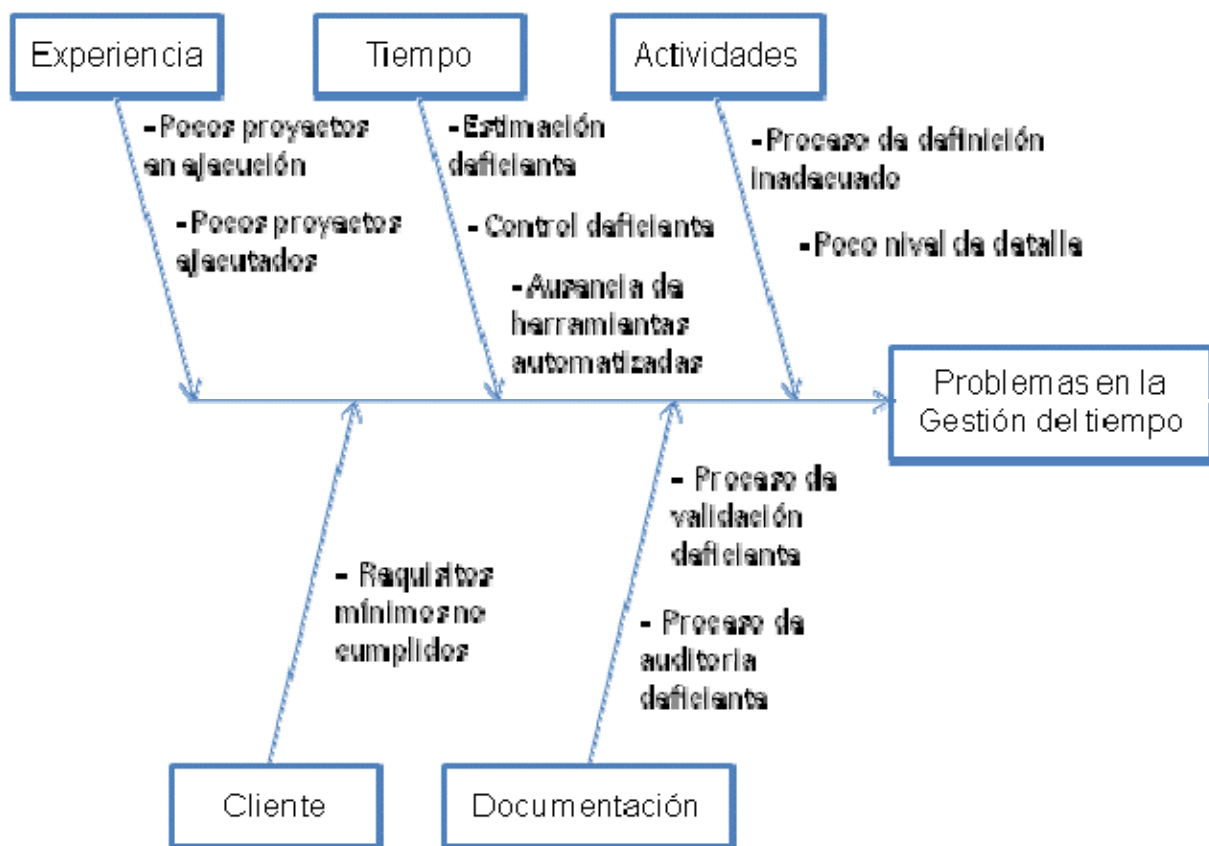 Experiencia
Tiempo
Actividades
- Pocos proyectos
en ejecución
- Pocos proyectos
ejecutados
- Estimación
deficiente
- Control deficiente
- Ausencia de
herramientas
automatizadas
- Proceso de definición
inadecuado
- Poco nivel de detalle
Problemas en la
Gestión del tiempo
- Requisitos
mínimos no
cumplidos
- Proceso de
validación
deficiente
- Proceso de
auditoria
deficiente
Cliente
Documentación